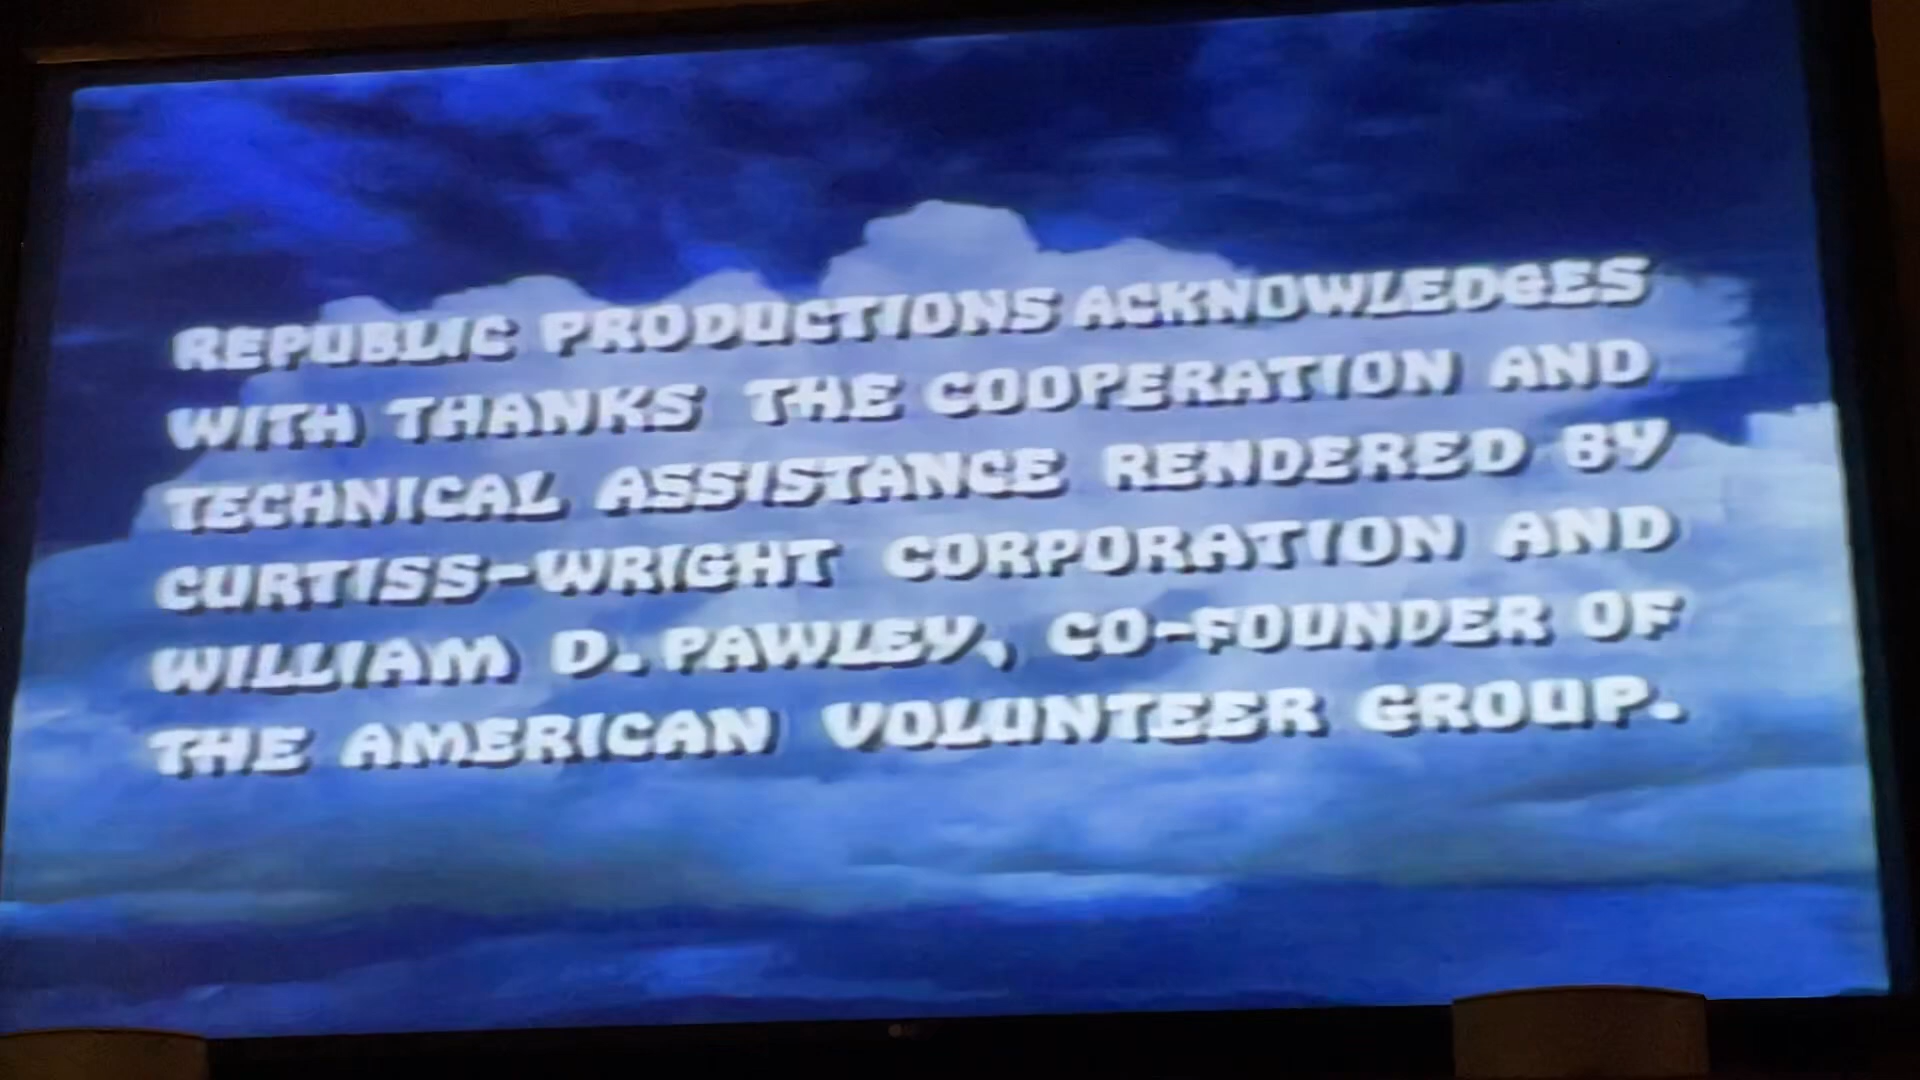 REPUBLIC PRODUCTIONS ACKNOWLEDGES
WITH THANKS THE COOPERATION AND
TECHNICAL ASSISTANCE RENDERED BY
CURTISS-WRIGHT CORPORATION AND
WILLIAM D. PAWLEY, CO-FOUNDER OF
THE AMERICAN VOLUNTEER GROUP.